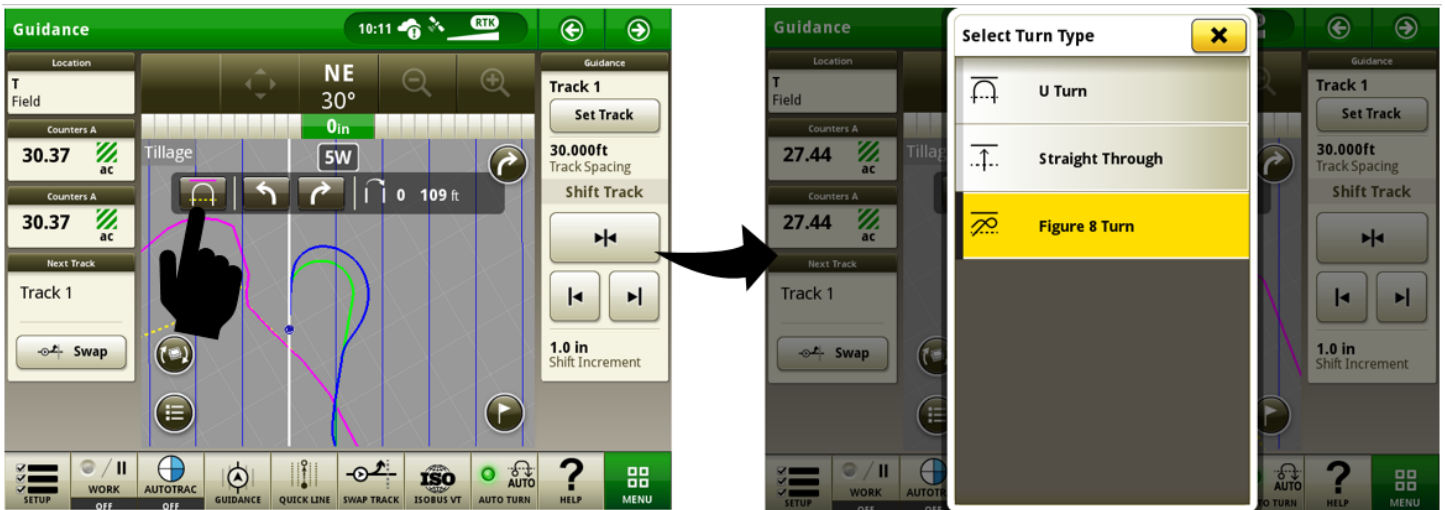 Guidance
10:11
RTK
Location
T
Field
Counters A
30.37
ac
Counters A
30.37
ac
Next Track
Track 1
Swap
NE
30°
0in
Tillage
5W
0 109 ft
Guidance
Track 1
Set Track
30.000ft
Track Spacing
Shift Track
1.0 in
Shift Increment
SETUP
WORK
OFF
AUTOTRAC
OFF
GUIDANCE
QUICK LINE
SWAP TRACK
ISO
ISOBUS VT
AUTO
AUTO TURN
?
HELP
MENU
Guidance
Location
T
Field
Counters A
27.44
ac
Counters A
27.44
ac
Next Track
Track 1
Swap
Tillag
Select Turn Type
U Turn
Straight Through
Figure 8 Turn
Guidance
Track 1
Set Track
30.000ft
Track Spacing
Shift Track
1.0 in
Shift Increment
SETUP
WORK
OFF
AUTOTR
OFF
AUTO
TO TURN
?
HELP
MENU